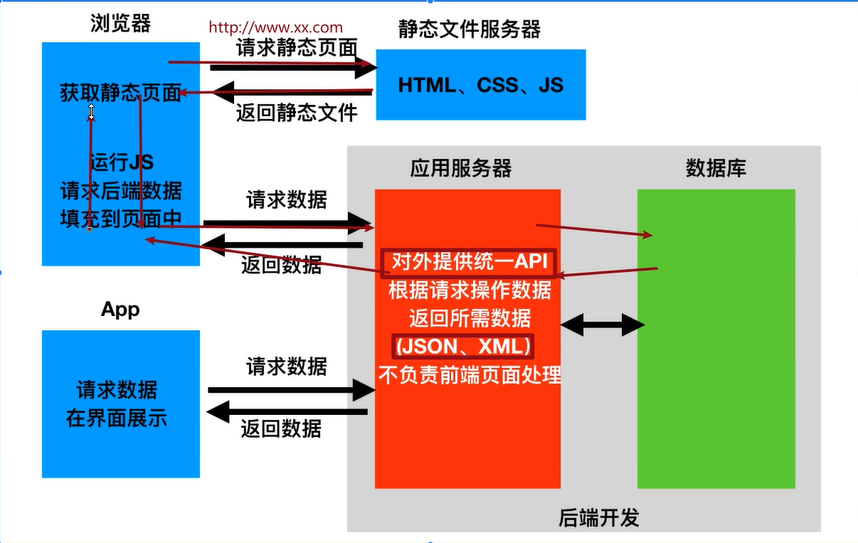 浏览器
http://www.xx.com
静态文件服务器
请求静态页面
获取静态页面
HTML、CSS、JS
返回静态文件
运行JS
请求后端数据
填充到页面中
应用服务器
数据库
请求数据
返回数据
对外提供统一API
根据请求操作数据
返回所需数据
(JSON、XML)
不负责前端页面处理
App
请求数据
在界面展示
请求数据
返回数据
后端开发